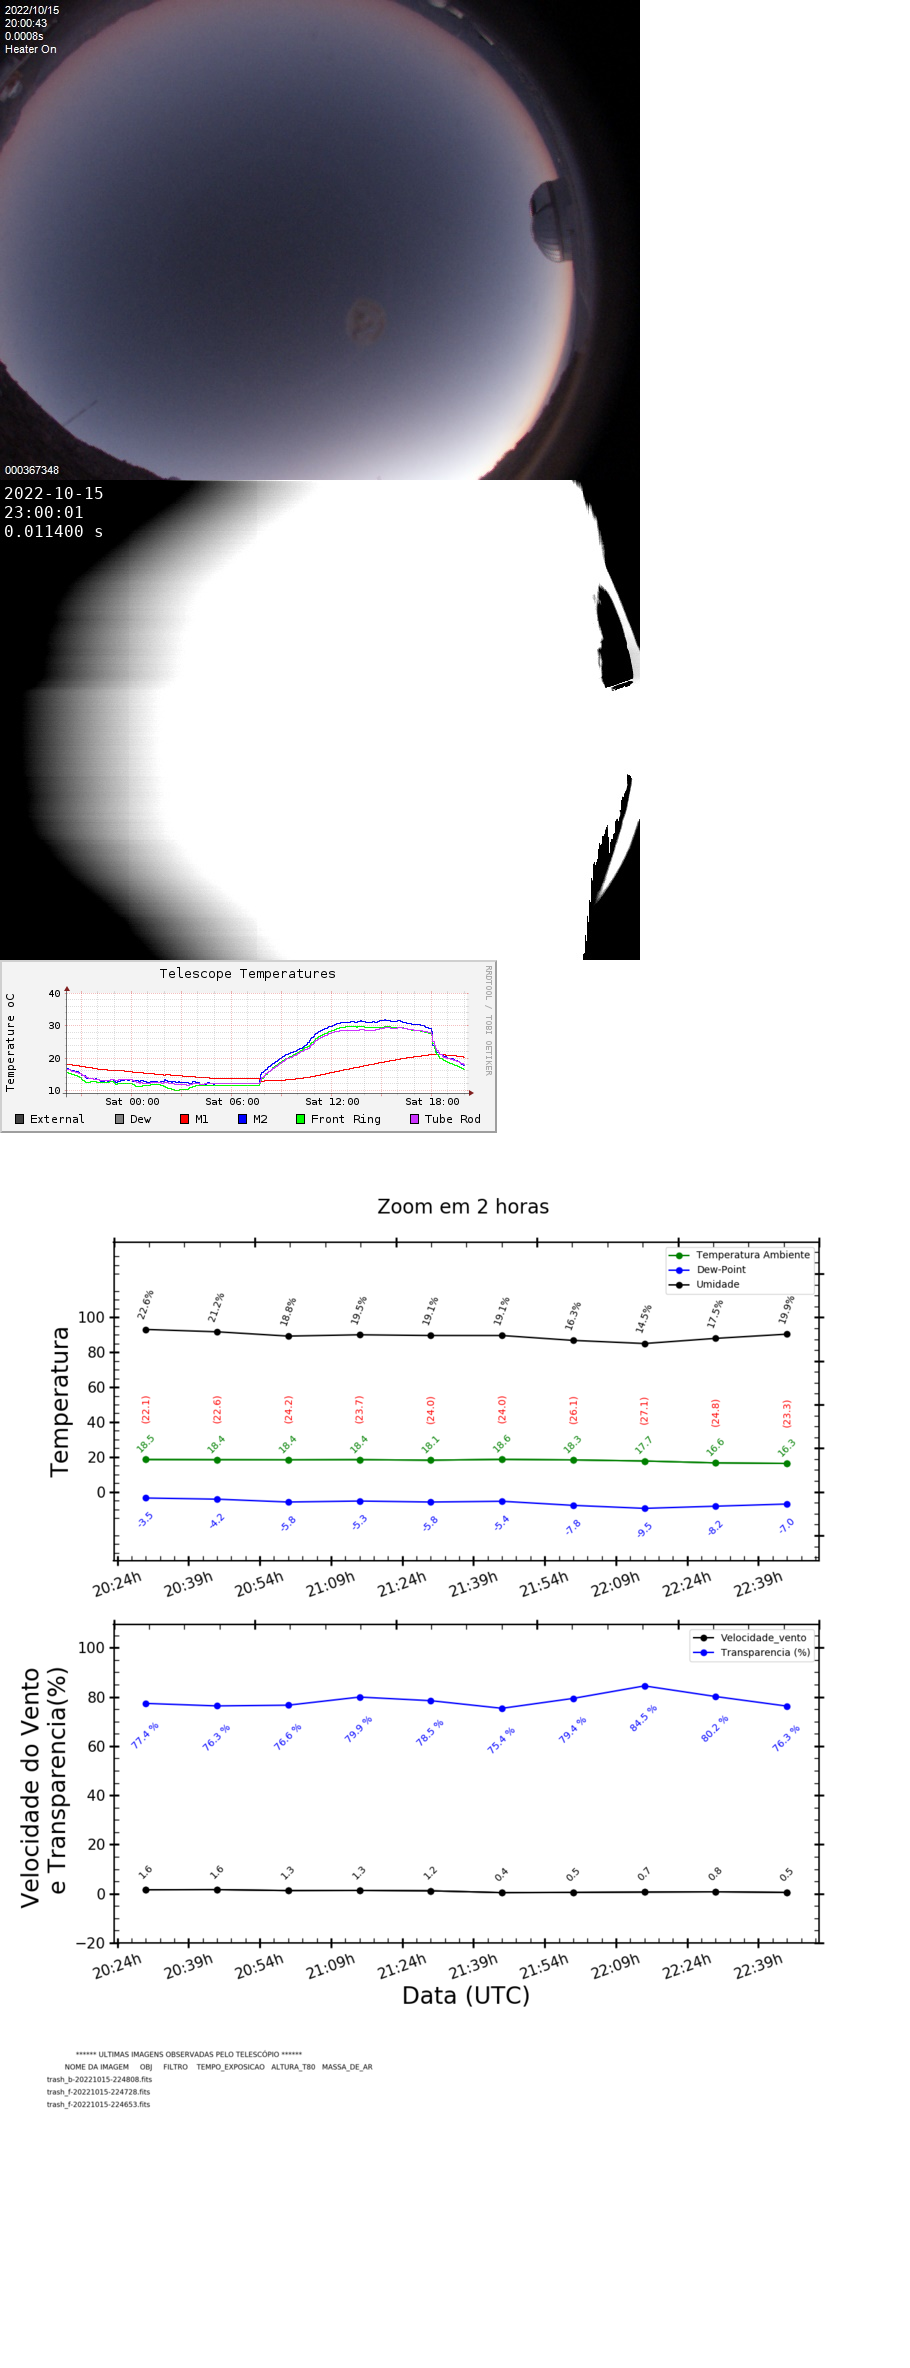 2022/10/15
20:00:43
0.0008s
Heater On
000367348
2022-10-15
23:00:01
0.011400 s
Telescope Temperatures
RRDTOOL / TOBI OETIKER
Temperature oC
40
30
20
10
Sat 00:00 Sat 06:00 Sat 12:00 Sat 18:00
External Dew M1 M2 Front Ring Tube Rod
Zoom em 2 horas
Temperatura Ambiente
Dew-Point
Umidade
Temperatura
22.6% 21.2% 18.8% 19.5% 19.1% 19.1% 16.3% 14.5% 17.5% 19.9%
100
80
60
40
20
0
(22.1) (22.6) (24.2) (23.7) (24.0) (24.0) (26.1) (27.1) (24.8) (23.3)
18.5 18.4 18.4 18.4 18.1 18.6 18.3 17.7 16.6 16.3
-3.5 -4.2 -5.8 -5.3 -5.8 -5.4 -7.8 -9.5 -8.2 -7.0
20:24h 20:39h 20:54h 21:09h 21:24h 21:39h 21:54h 22:09h 22:24h 22:39h
Velocidade_vento
Transparencia (%)
Velocidade do Vento
e Transparencia(%)
100
80
60
40
20
0
−20
77.4 % 76.3 % 76.6 % 79.9 % 78.5 % 75.4 % 79.4 % 84.5 % 80.2 % 76.3 %
1.6 1.6 1.3 1.3 1.2 0.4 0.5 0.7 0.8 0.5
20:24h 20:39h 20:54h 21:09h 21:24h 21:39h 21:54h 22:09h 22:24h 22:39h
Data (UTC)
****** ULTIMAS IMAGENS OBSERVADAS PELO TELESCÓPIO ******
NOME DA IMAGEM OBJ FILTRO TEMPO_EXPOSICAO ALTURA_T80 MASSA_DE_AR
trash_b-20221015-224808.fits
trash_f-20221015-224728.fits
trash_f-20221015-224653.fits